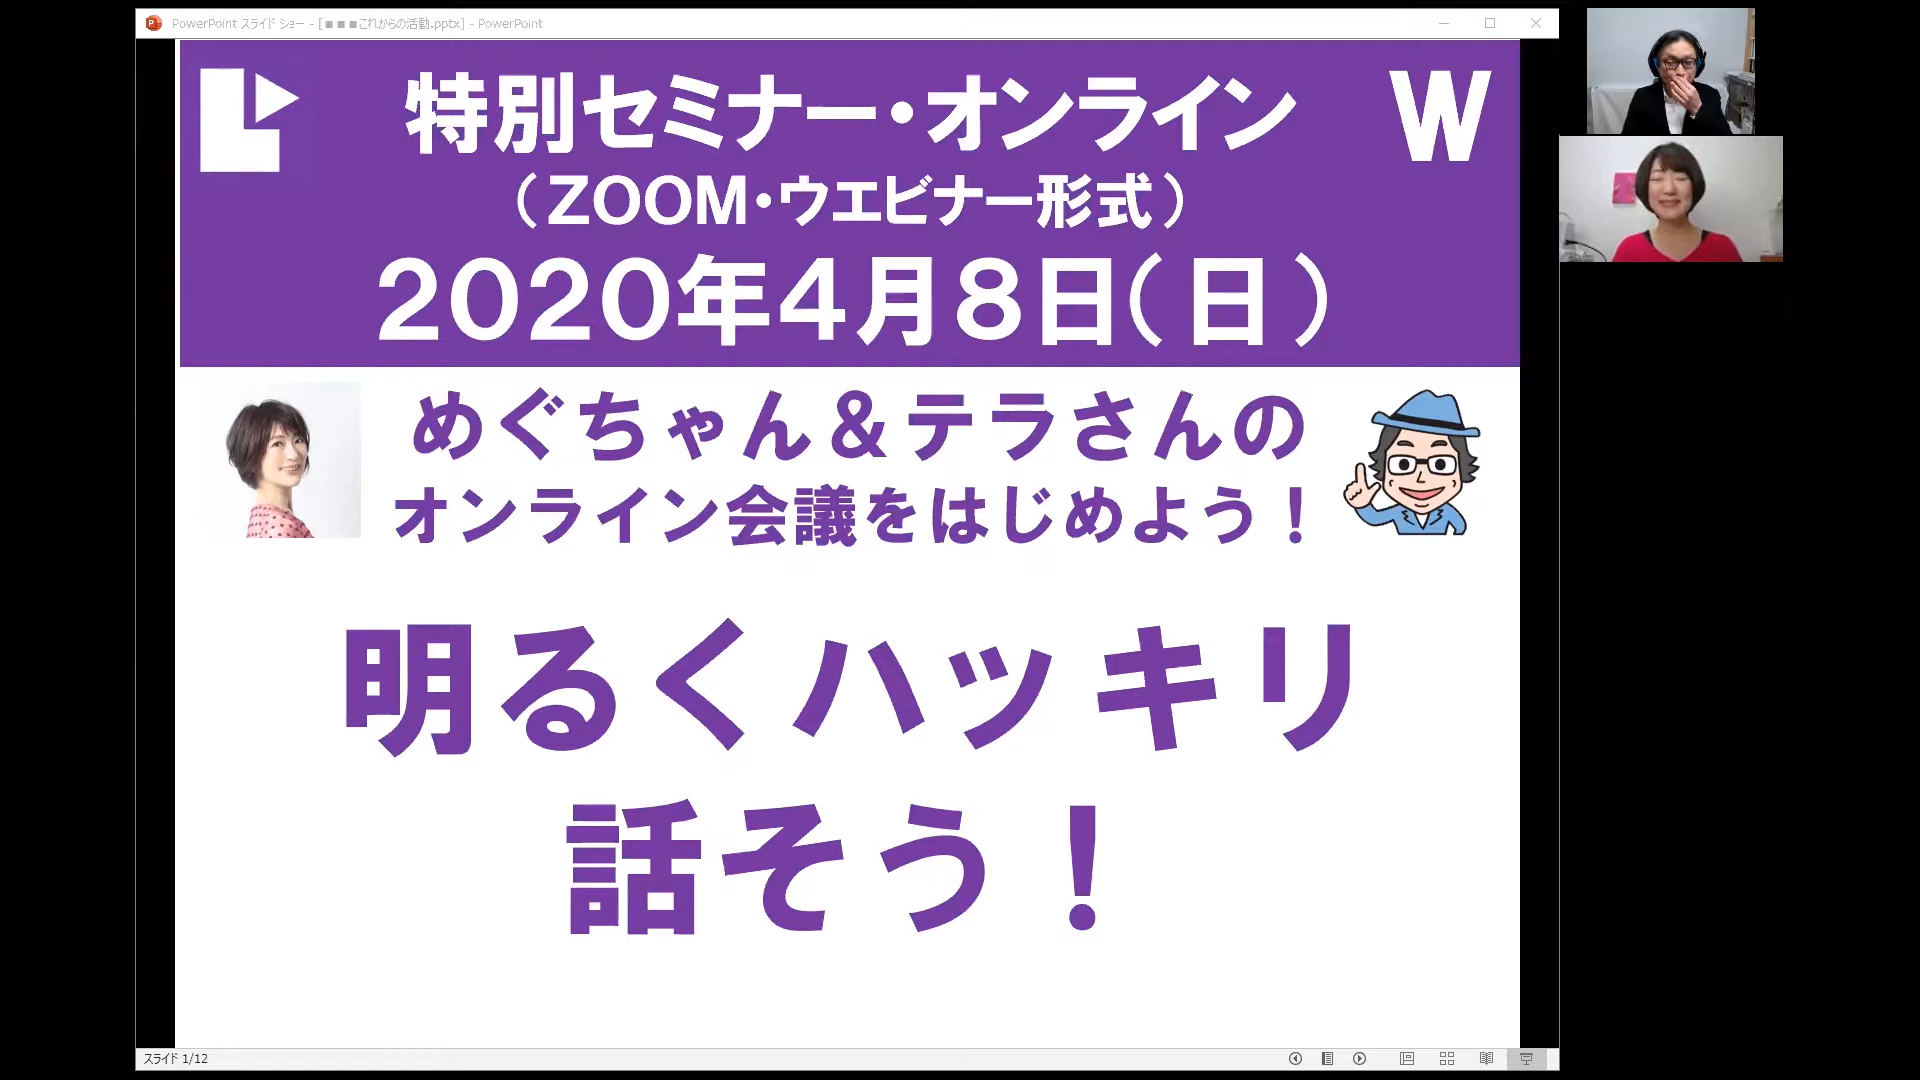 PowerPoint スライド ショー - [■■■これからの活動.pptx] - PowerPoint
特別セミナー・オンライン
W
（ZOOM・ウエビナー形式）
２０２０年４月８日（日）
めぐちゃん＆テラさんの
オンライン会議をはじめよう！
明るくハッキリ
話そう！
スライド 1/12